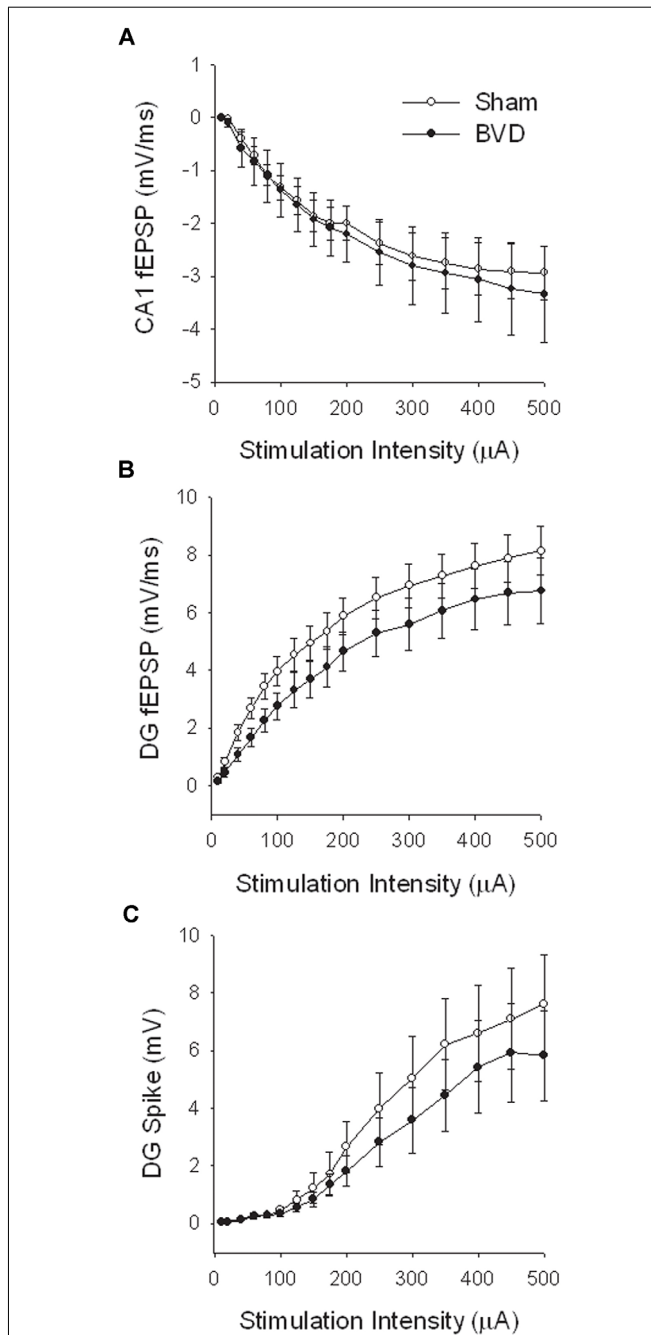 A
1
0
-1
-2
-3
-4
-5
CA1 fEPSP (mV/ms)
Sham
BVD
0 100 200 300 400 500
Stimulation Intensity (µA)
B
10
8
6
4
2
0
DG fEPSP (mV/ms)
0 100 200 300 400 500
Stimulation Intensity (µA)
C
10
8
6
4
2
0
DG Spike (mV)
0 100 200 300 400 500
Stimulation Intensity (µA)